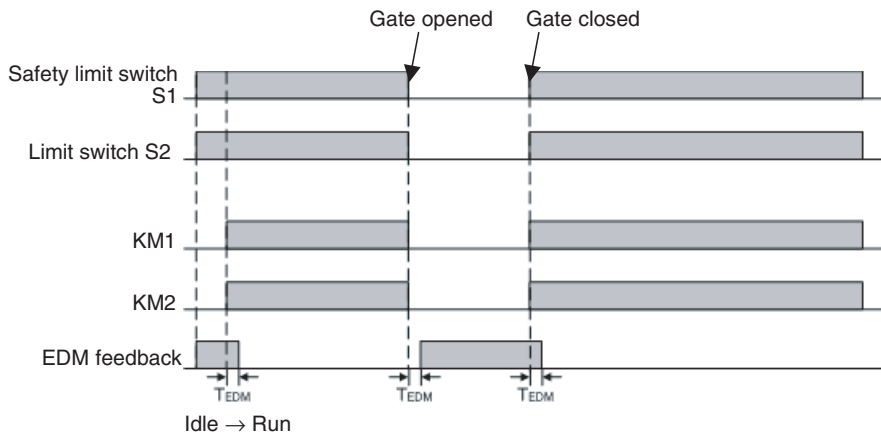 Gate opened
Gate closed
Safety limit switch
S1
Limit switch S2
KM1
KM2
EDM feedback
TEDM
TEDM
TEDM
Idle → Run